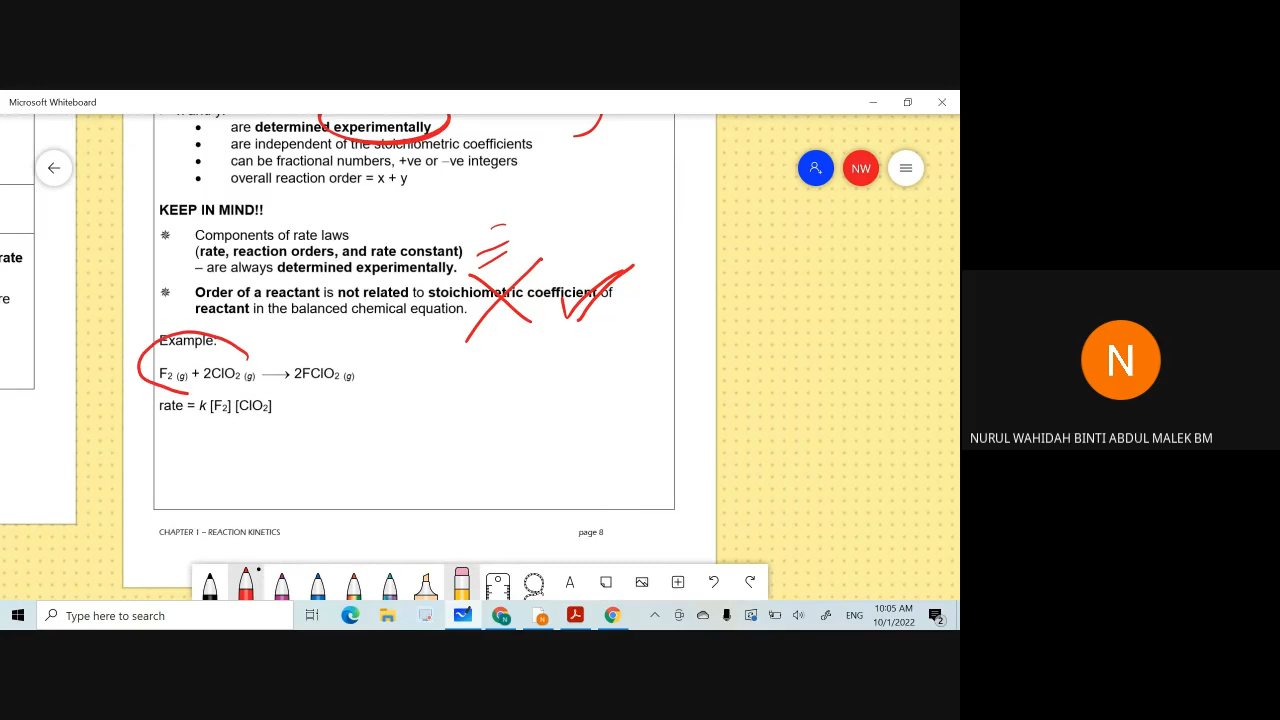 Microsoft Whiteboard
are determined experimentally
are independent of the stoichiometric coefficients
can be fractional numbers, +ve or –ve integers
overall reaction order = x + y
KEEP IN MIND!!
Components of rate laws
(rate, reaction orders, and rate constant)
– are always determined experimentally.
Order of a reactant is not related to stoichiometric coefficient of
reactant in the balanced chemical equation.
Example:
F2 (g) + 2ClO2 (g) ⟶ 2FClO2 (g)
rate = k [F2] [ClO2]
CHAPTER 1 – REACTION KINETICS
page 8
rate
re
NW
N
NURUL WAHIDAH BINTI ABDUL MALEK BM
A
Type here to search
ENG
10:05 AM
10/1/2022
2